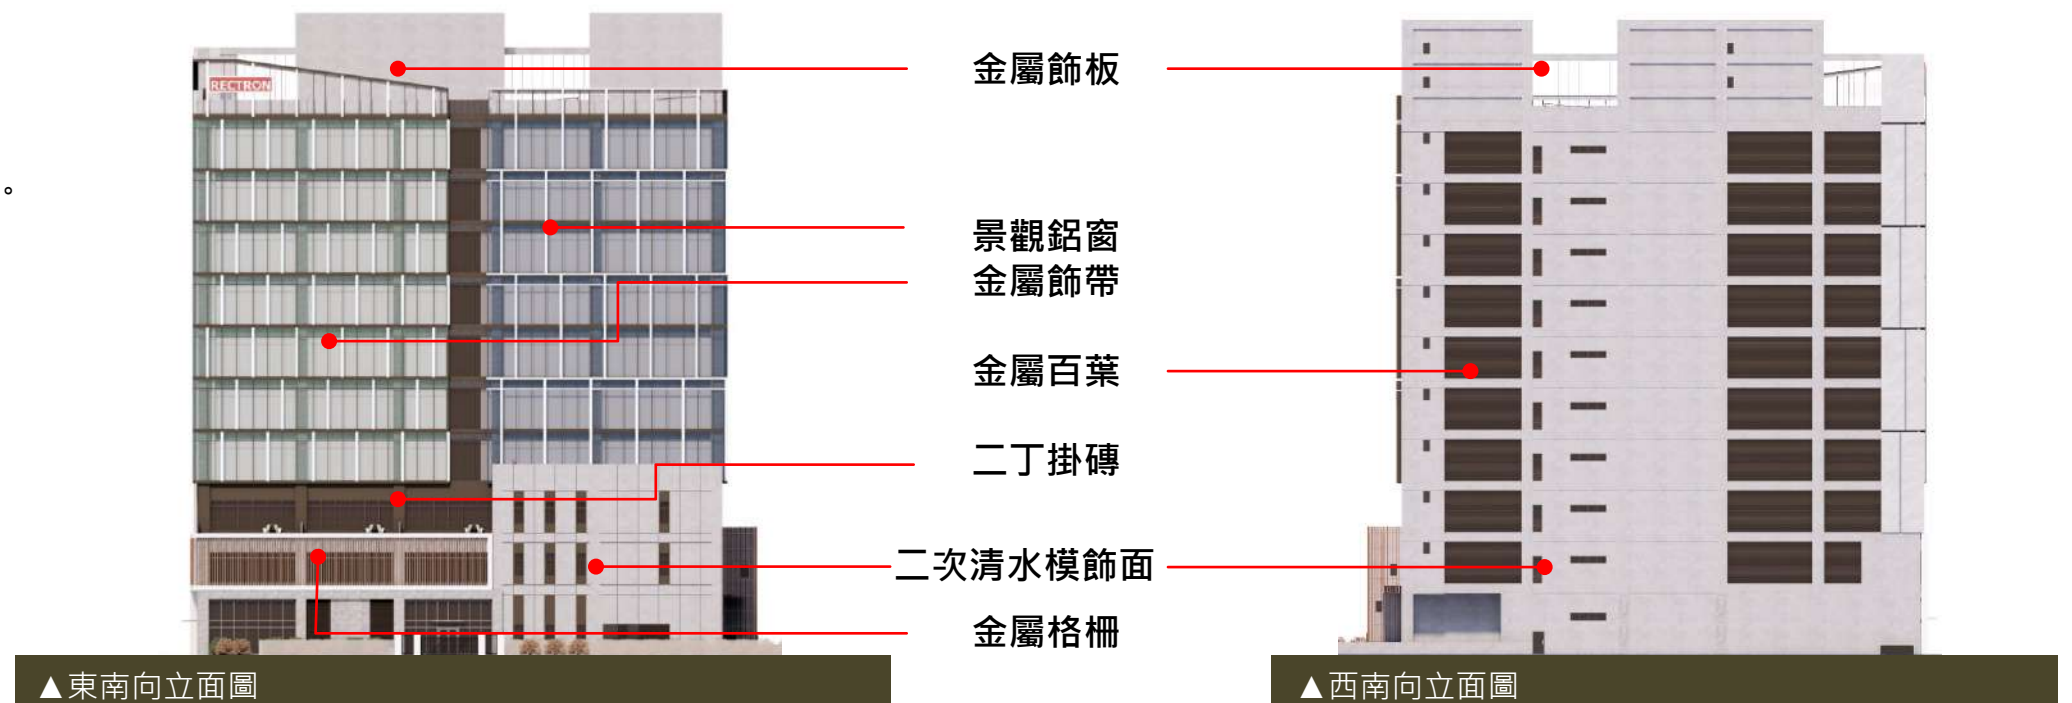 金屬飾板
RECTRON
。
景觀鋁窗
金屬飾帶
金屬百葉
二丁掛磚
二次清水模飾面
金屬格柵
▲東南向立面圖
▲西南向立面圖